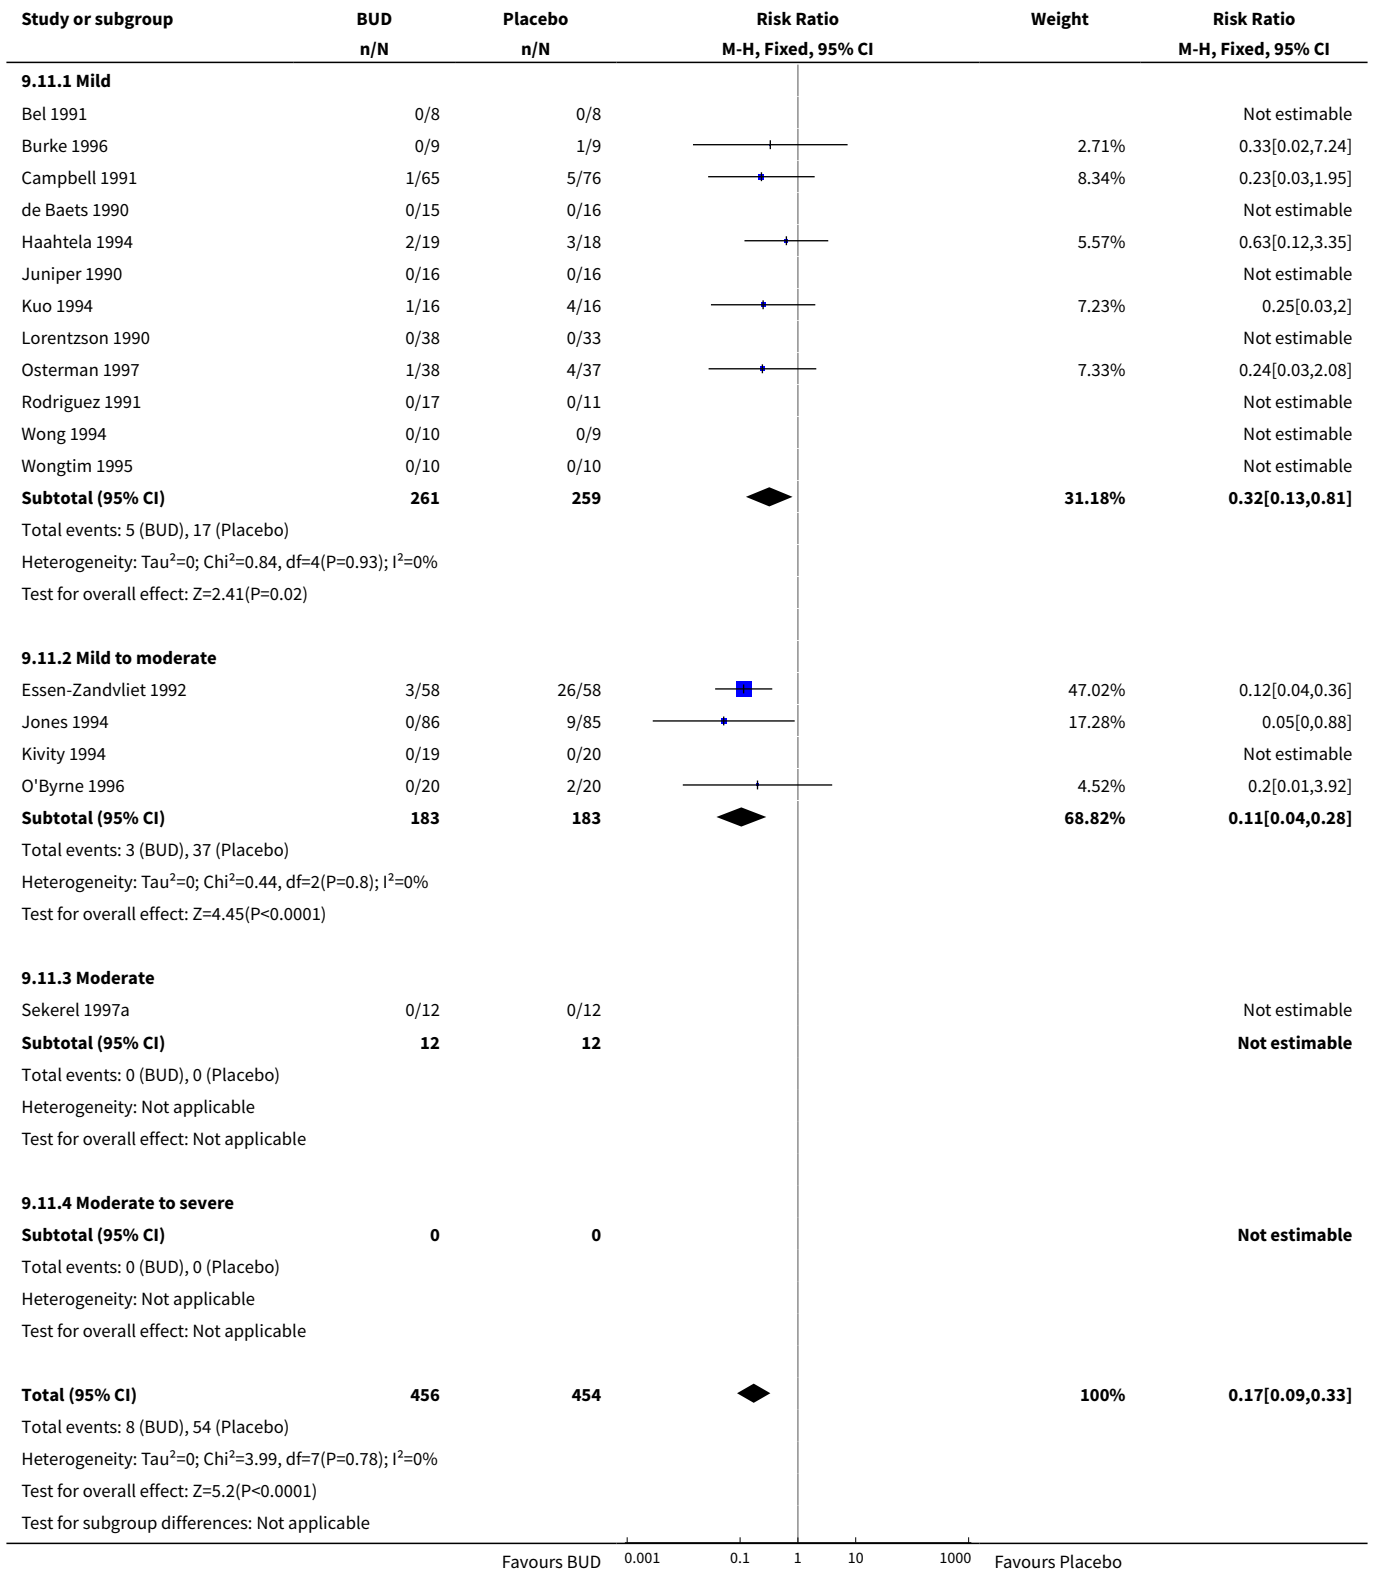 Study or subgroup BUD Placebo Risk Ratio Weight Risk Ratio
n/N n/N M-H, Fixed, 95% CI M-H, Fixed, 95% CI
9.11.1 Mild
Bel 1991 0/8 0/8 Not estimable
Burke 1996 0/9 1/9 2.71% 0.33[0.02,7.24]
Campbell 1991 1/65 5/76 8.34% 0.23[0.03,1.95]
de Baets 1990 0/15 0/16 Not estimable
Haahtela 1994 2/19 3/18 5.57% 0.63[0.12,3.35]
Juniper 1990 0/16 0/16 Not estimable
Kuo 1994 1/16 4/16 7.23% 0.25[0.03,2]
Lorentzson 1990 0/38 0/33 Not estimable
Osterman 1997 1/38 4/37 7.33% 0.24[0.03,2.08]
Rodriguez 1991 0/17 0/11 Not estimable
Wong 1994 0/10 0/9 Not estimable
Wongtim 1995 0/10 0/10 Not estimable
Subtotal (95% CI) 261 259 31.18% 0.32[0.13,0.81]
Total events: 5 (BUD), 17 (Placebo)
Heterogeneity: Tau²=0; Chi²=0.84, df=4(P=0.93); I²=0%
Test for overall effect: Z=2.41(P=0.02)
9.11.2 Mild to moderate
Essen-Zandvliet 1992 3/58 26/58 47.02% 0.12[0.04,0.36]
Jones 1994 0/86 9/85 17.28% 0.05[0,0.88]
Kivity 1994 0/19 0/20 Not estimable
O'Byrne 1996 0/20 2/20 4.52% 0.2[0.01,3.92]
Subtotal (95% CI) 183 183 68.82% 0.11[0.04,0.28]
Total events: 3 (BUD), 37 (Placebo)
Heterogeneity: Tau²=0; Chi²=0.44, df=2(P=0.8); I²=0%
Test for overall effect: Z=4.45(P<0.0001)
9.11.3 Moderate
Sekerel 1997a 0/12 0/12 Not estimable
Subtotal (95% CI) 12 12 Not estimable
Total events: 0 (BUD), 0 (Placebo)
Heterogeneity: Not applicable
Test for overall effect: Not applicable
9.11.4 Moderate to severe
Subtotal (95% CI) 0 0 Not estimable
Total events: 0 (BUD), 0 (Placebo)
Heterogeneity: Not applicable
Test for overall effect: Not applicable
Total (95% CI) 456 454 100% 0.17[0.09,0.33]
Total events: 8 (BUD), 54 (Placebo)
Heterogeneity: Tau²=0; Chi²=3.99, df=7(P=0.78); I²=0%
Test for overall effect: Z=5.2(P<0.0001)
Test for subgroup differences: Not applicable
Favours BUD 0.001 0.1 1 10 1000 Favours Placebo